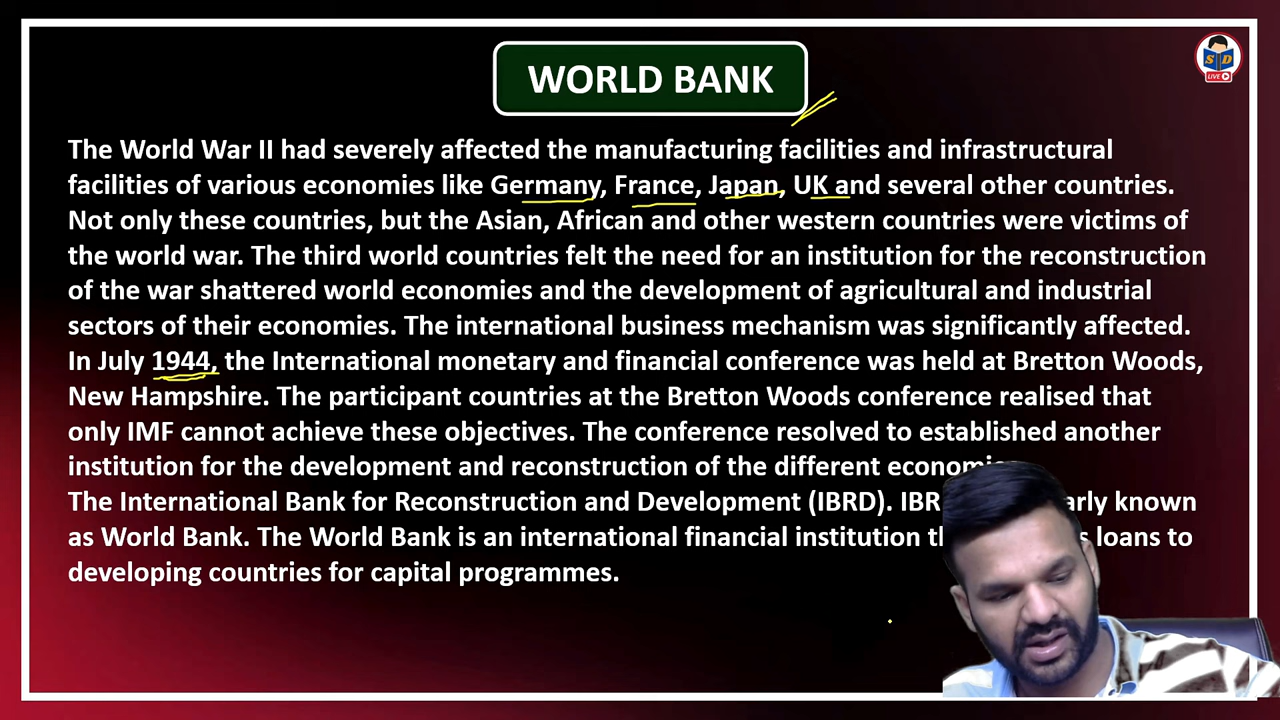 WORLD BANK
S D
LIVE
The World War II had severely affected the manufacturing facilities and infrastructural
facilities of various economies like Germany, France, Japan, UK and several other countries.
Not only these countries, but the Asian, African and other western countries were victims of
the world war. The third world countries felt the need for an institution for the reconstruction
of the war shattered world economies and the development of agricultural and industrial
sectors of their economies. The international business mechanism was significantly affected.
In July 1944, the International monetary and financial conference was held at Bretton Woods,
New Hampshire. The participant countries at the Bretton Woods conference realised that
only IMF cannot achieve these objectives. The conference resolved to established another
institution for the development and reconstruction of the different
The International Bank for Reconstruction and Development (IBRD). known
as World Bank. The World Bank is an international financial institution loans to
developing countries for capital programmes.